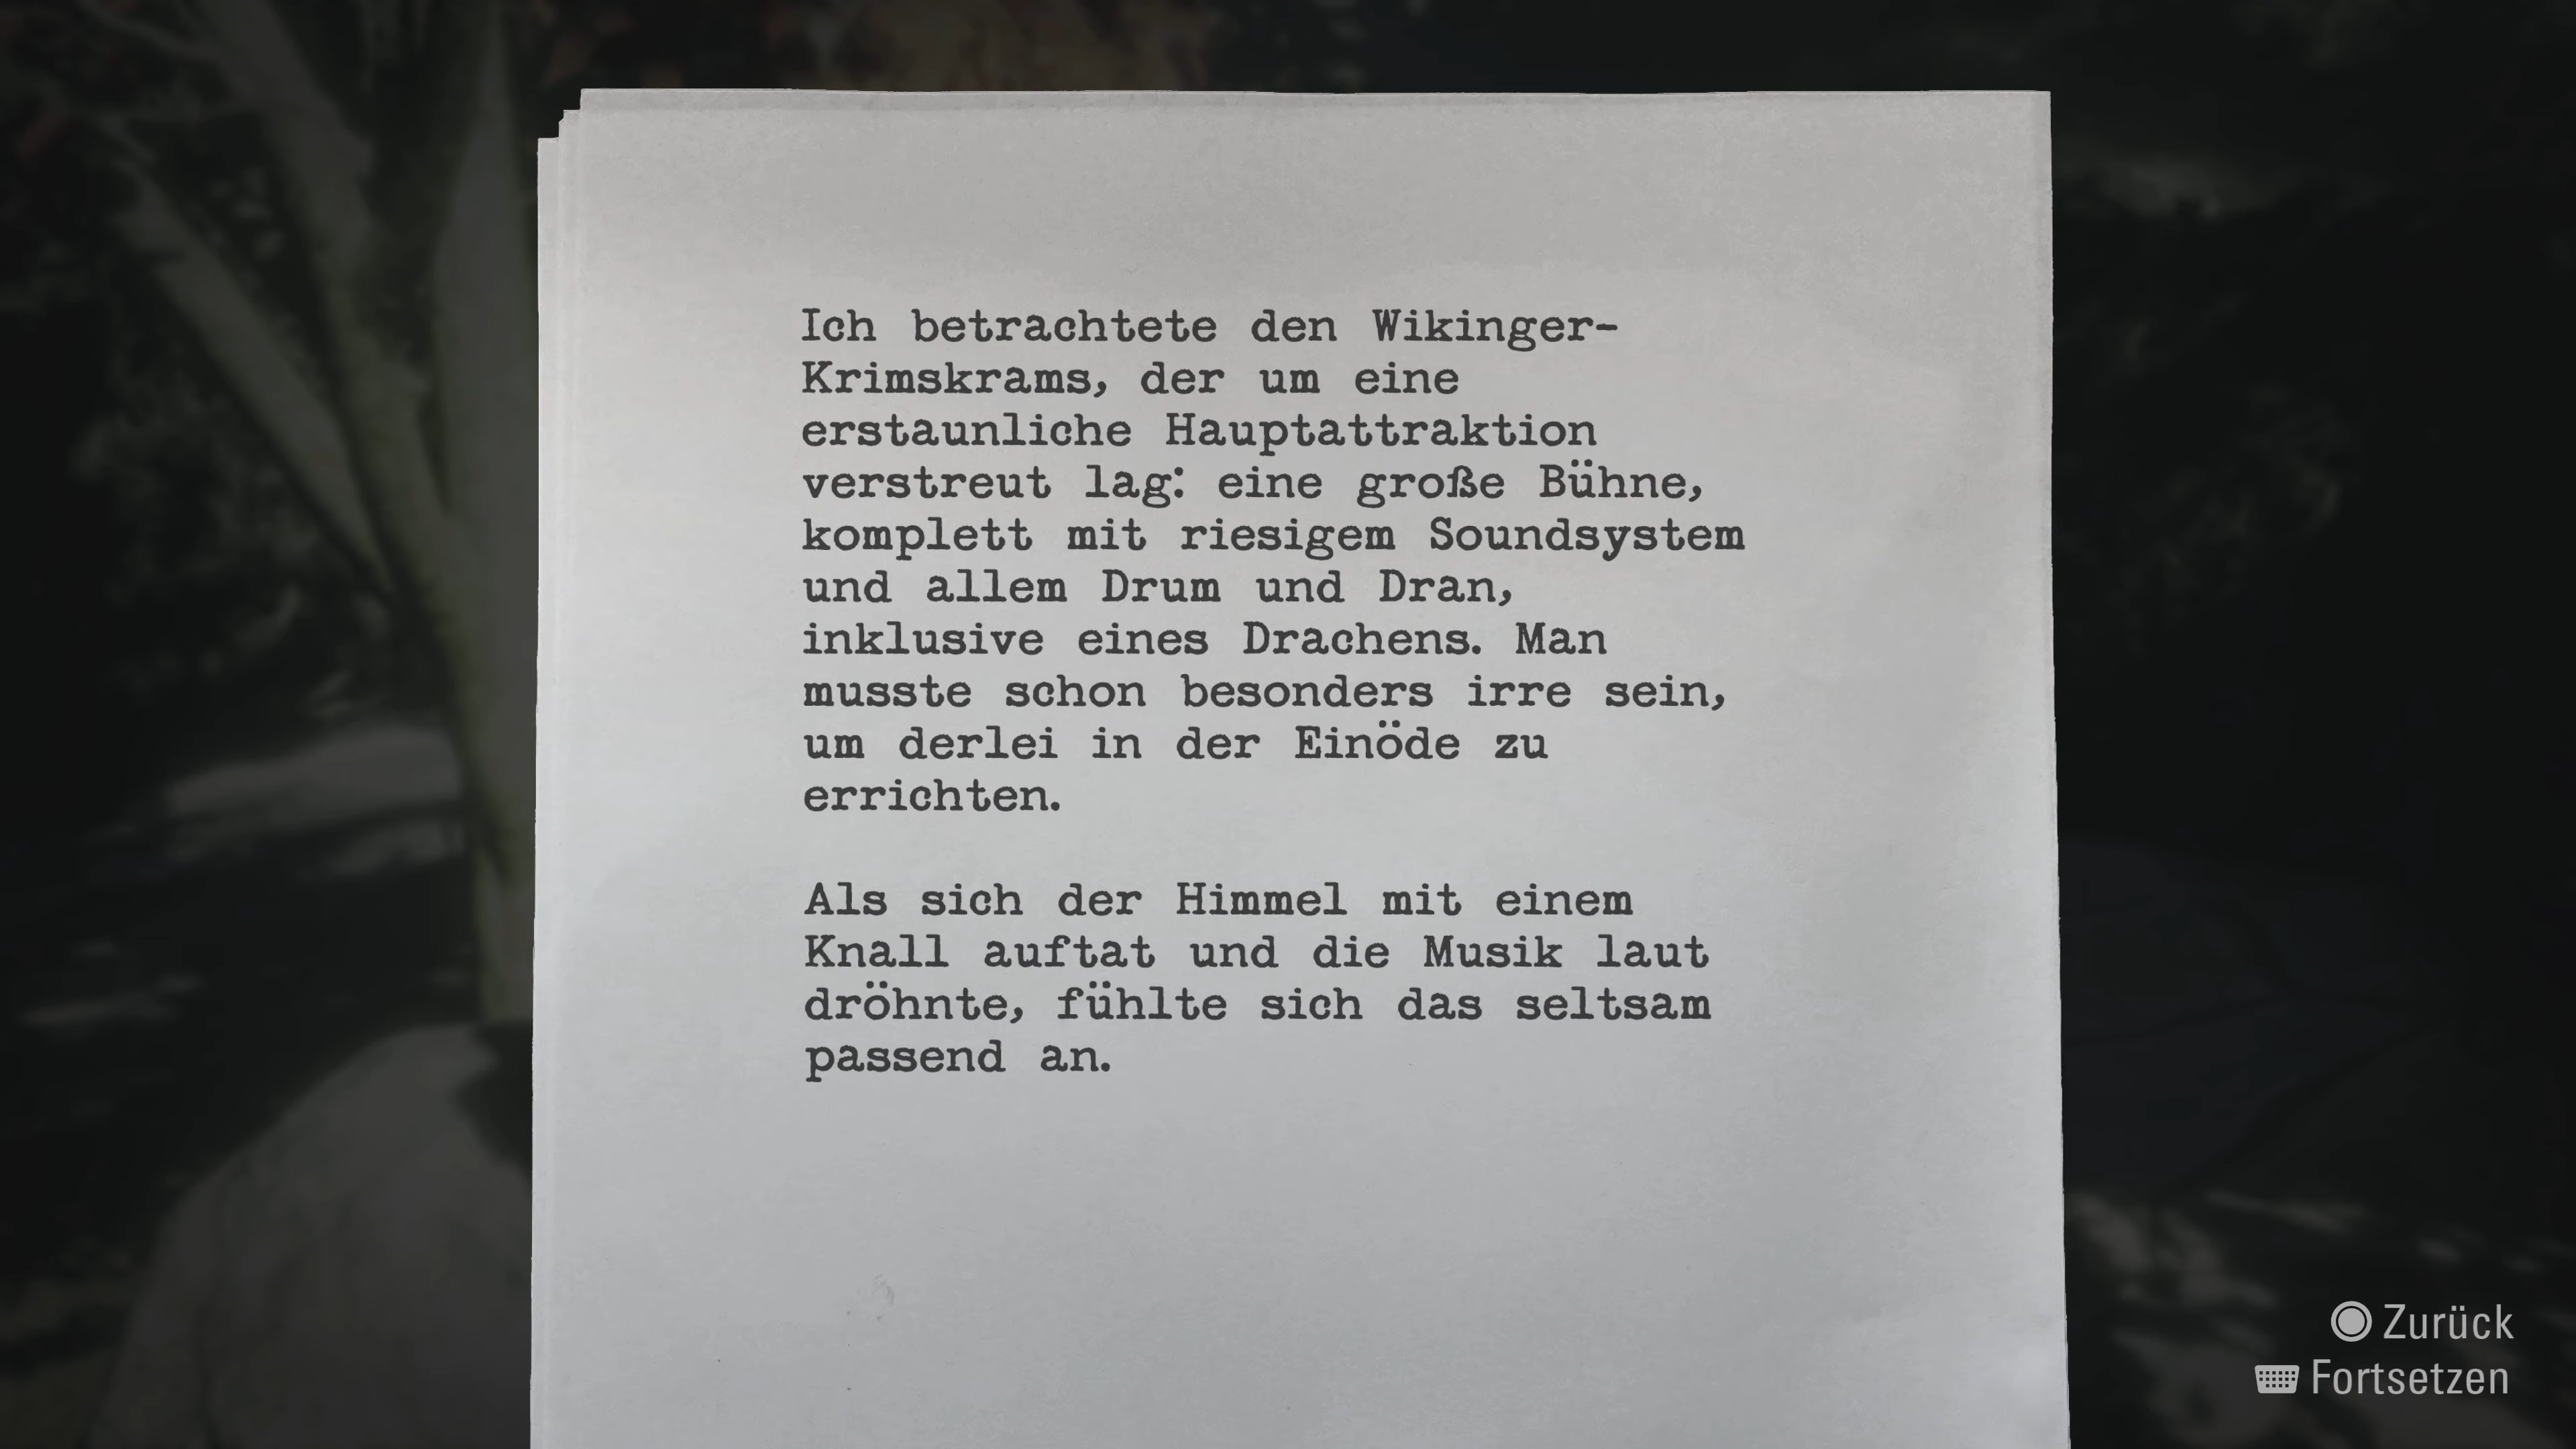 Ich betrachtete den Wikinger-
Krimskrams, der um eine
erstaunliche Hauptattraktion
verstreut lag: eine große Bühne,
komplett mit riesigem Soundsystem
und allem Drum und Dran,
inklusive eines Drachens. Man
musste schon besonders irre sein,
um derlei in der Einöde zu
errichten.
Als sich der Himmel mit einem
Knall auftat und die Musik laut
dröhnte, fühlte sich das seltsam
passend an.
Zurück
Fortsetzen